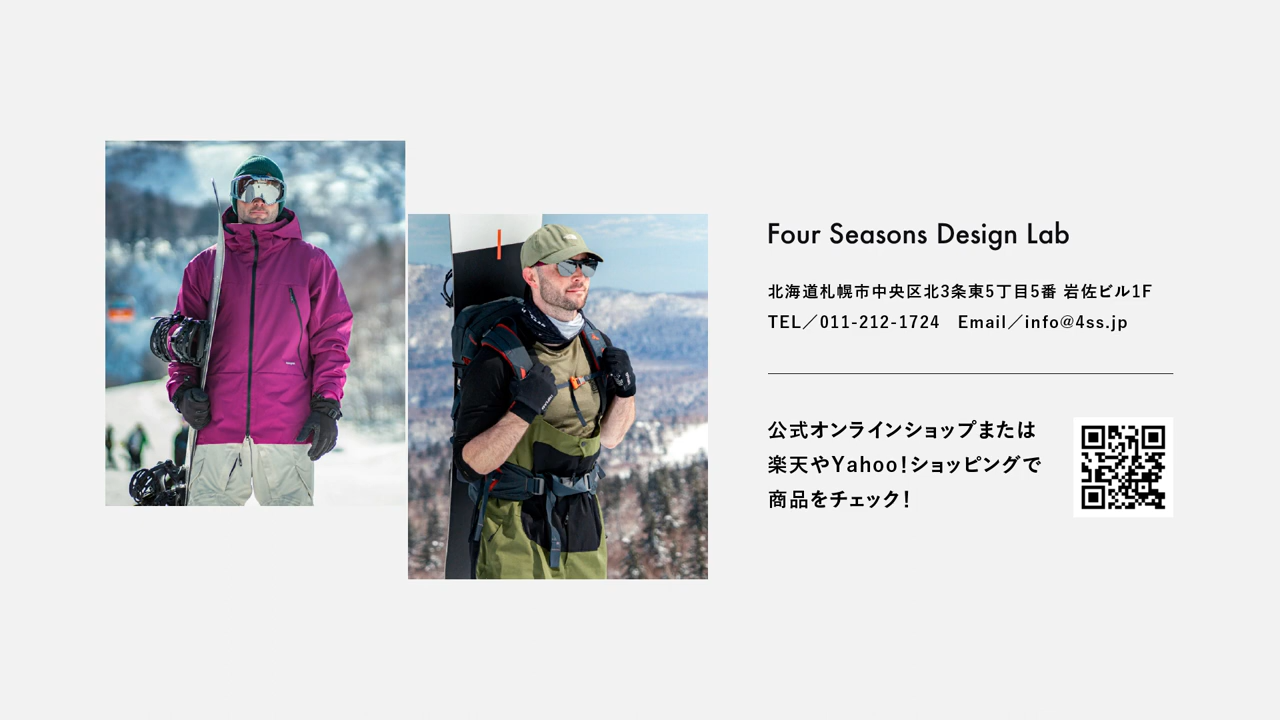 Four Seasons Design Lab
北海道札幌市中央区北3条東5丁目5番 岩佐ビル1F
TEL／011-212-1724　Email／info@4ss.jp
公式オンラインショップまたは
楽天やYahoo!ショッピングで
商品をチェック！